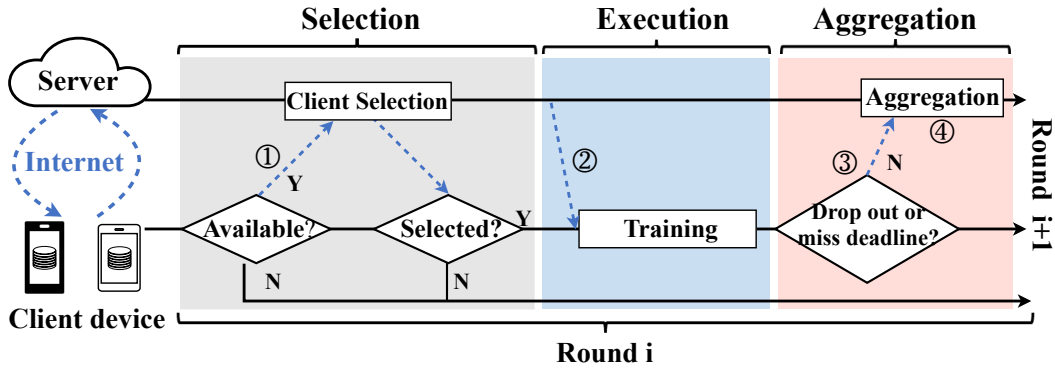 Selection
Execution
Aggregation
Server
Client Selection
Aggregation
①
②
③
N
④
Internet
Y
Available?
Selected?
Y
Training
Drop out or
miss deadline?
Round i+1
N
N
Client device
Round i